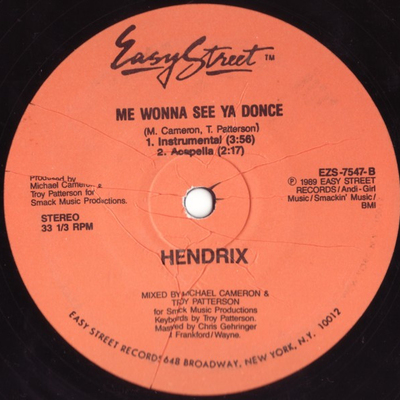 Easy Street TM
ME WONNA SEE YA DONCE
(M. Cameron, T. Patterson)
1. Instrumental (3:56)
2. Acapella (2:17)
Produced by
Michael Cameron &
Troy Patterson for
Smack Music Productions.
STEREO
33 1/3 RPM
EZS-7547-B
Ⓟ 1989 EASY STREET
RECORDS/Andi-Girl
Music/Smackin' Music/
BMI
HENDRIX
MIXED BY MICHAEL CAMERON &
TROY PATTERSON
for Smack Music Productions
Keyboards by Troy Patterson.
Mastered by Chris Gehringer
Frankford/Wayne.
EASY STREET RECORDS 648 BROADWAY, NEW YORK, N.Y. 10012